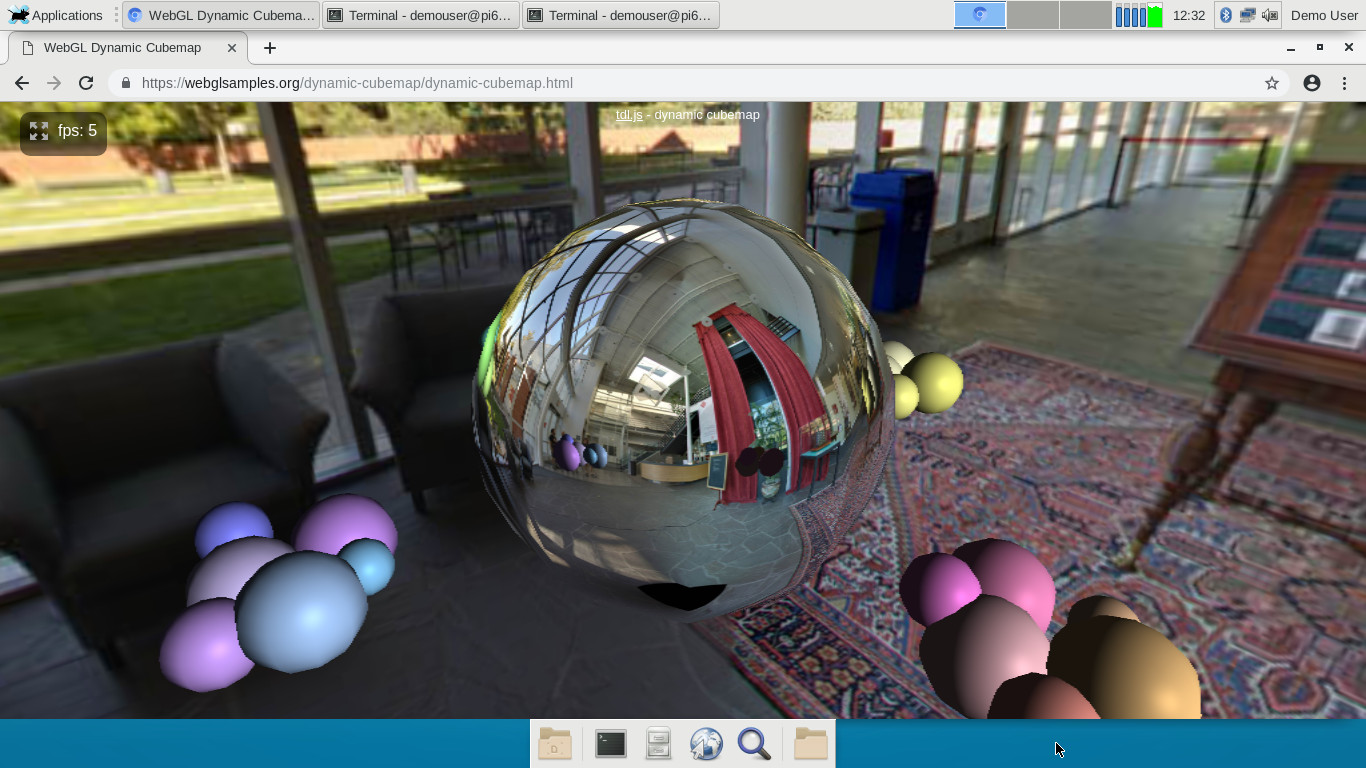 Applications
WebGL Dynamic Cubema...
Terminal - demouser@pi6...
Terminal - demouser@pi6...
12:32
Demo User
WebGL Dynamic Cubemap
https://webglsamples.org/dynamic-cubemap/dynamic-cubemap.html
fps: 5
tdl.js - dynamic cubemap